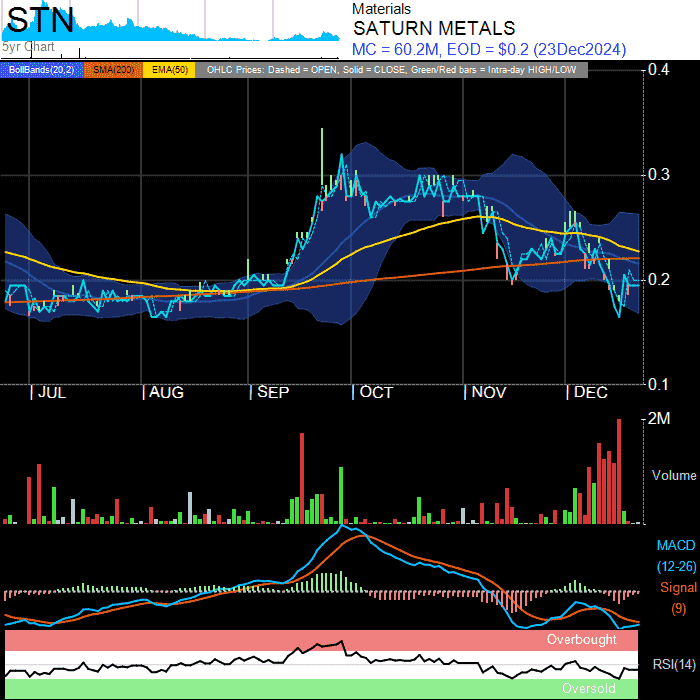 STN
5yr Chart
Materials
SATURN METALS
MC = 60.2M, EOD = $0.2 (23Dec2024)
BollBands(20,2) SMA(200) EMA(50) OHLC Prices: Dashed = OPEN, Solid = CLOSE, Green/Red bars = Intra-day HIGH/LOW
0.4
0.3
0.2
0.1
JUL AUG SEP OCT NOV DEC
2M
Volume
MACD
(12-26)
Signal
(9)
Overbought
RSI(14)
Oversold